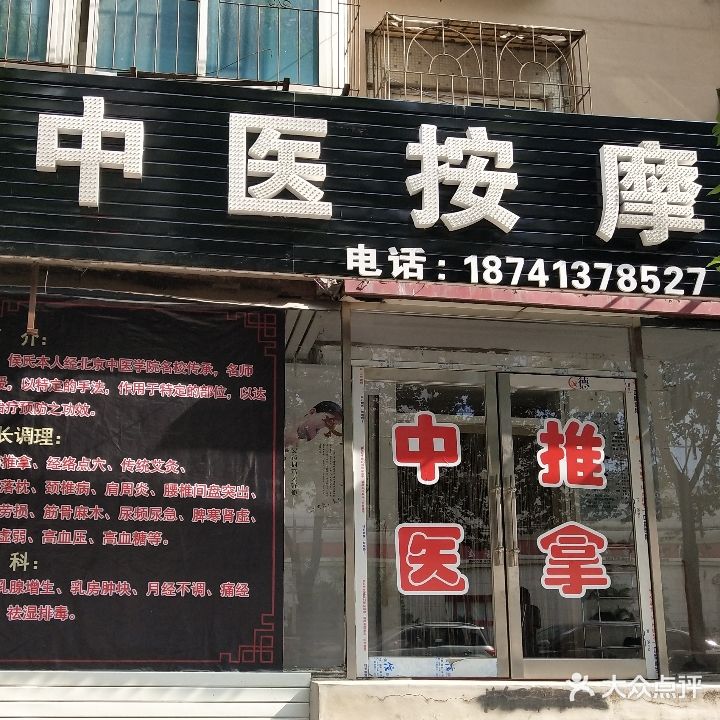 中医按摩
电话：18741378527
介：
侯氏本人经北京中医学院名校传承，名师
，以特定的手法，作用于特定的部位，以达
治疗预防之功效。
长调理：
推拿、经络点穴、传统艾灸、
落枕、颈椎病、肩周炎、腰椎间盘突出、
劳损、筋骨麻木、尿频尿急、脾寒肾虚、
虚弱、高血压、高血糖等。
科：
乳腺增生、乳房肿块、月经不调、痛经
祛湿排毒。
中医
推拿
德
大众点评